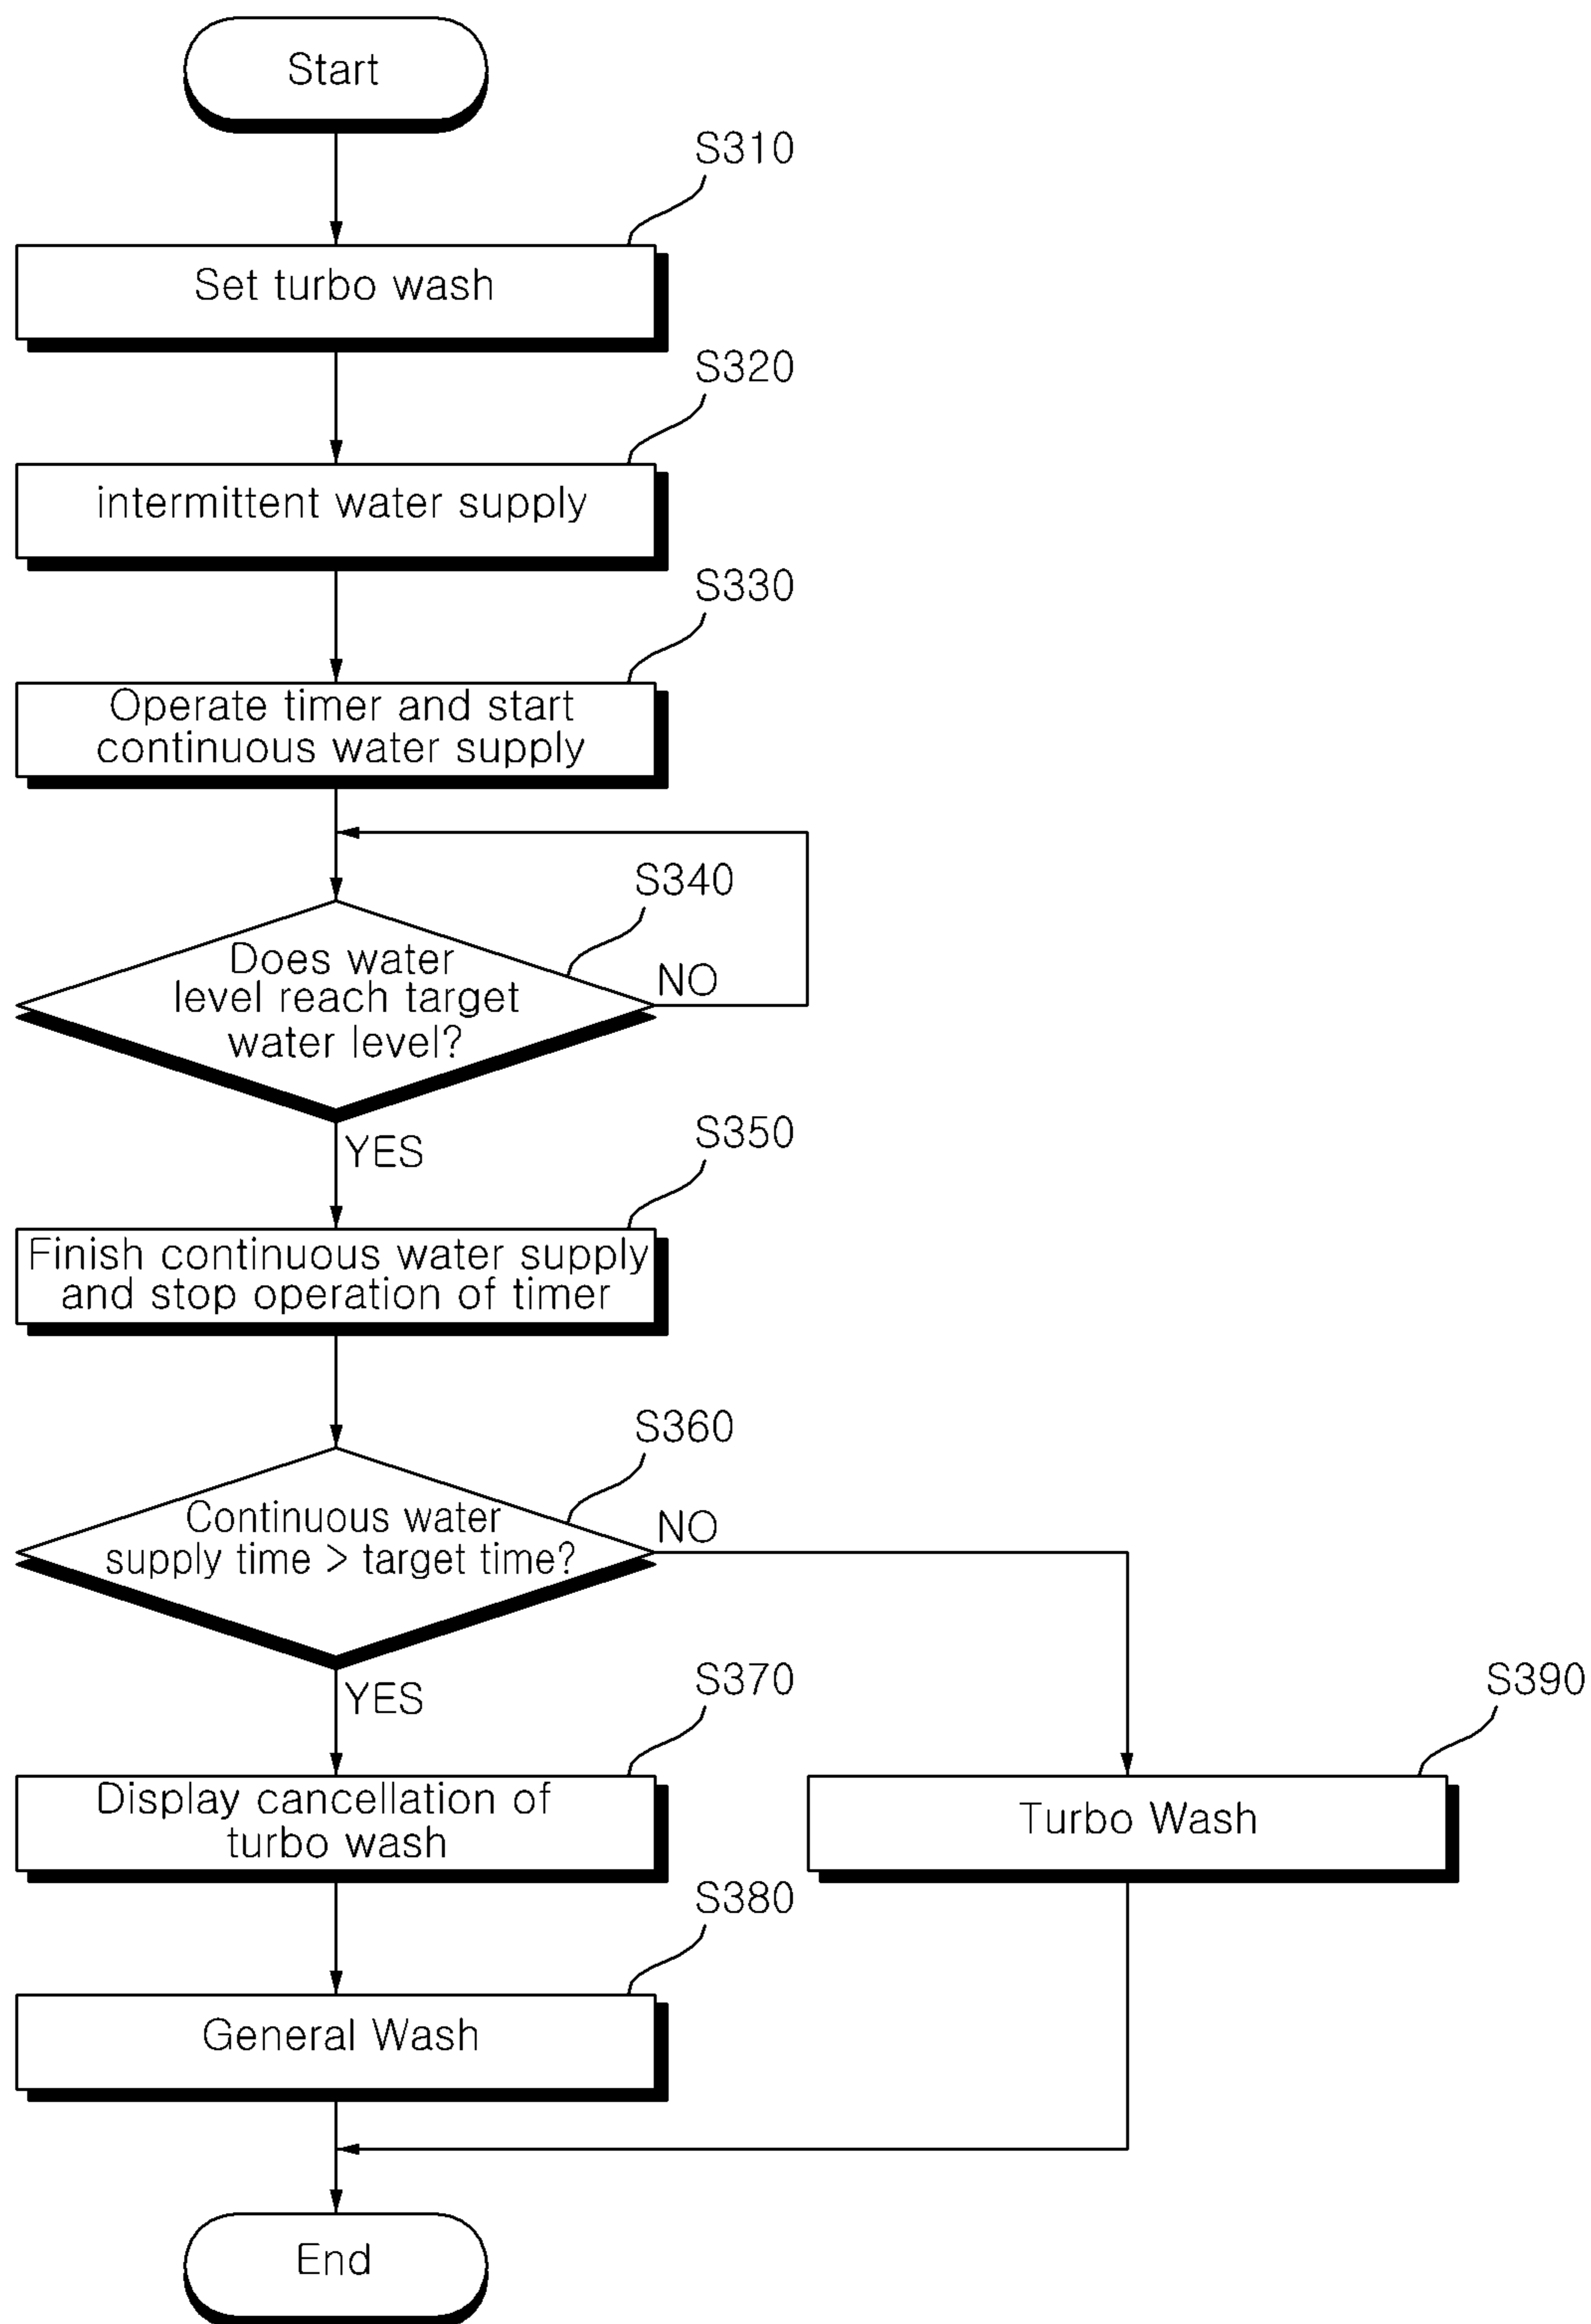 Start
S310
Set turbo wash
S320
intermittent water supply
S330
Operate timer and start
continuous water supply
S340
Does water
level reach target
water level?
NO
YES
S350
Finish continuous water supply
and stop operation of timer
S360
Continuous water
supply time > target time?
NO
YES
S370
Display cancellation of
turbo wash
S390
Turbo Wash
S380
General Wash
End